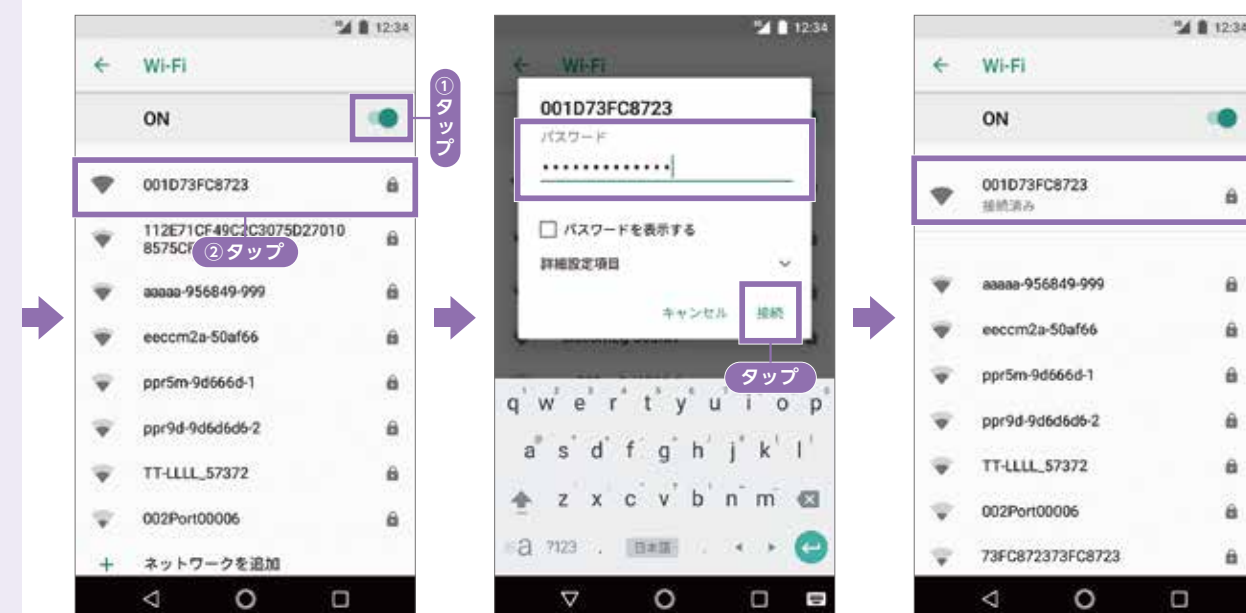 12:34
Wi-Fi
ON
①タップ
001D73FC8723
112E71CF49C2C3075D27010
8575CF
②タップ
aaaaa-956849-999
eeccm2a-50af66
ppr5m-9d666d-1
ppr9d-9d6d6d6-2
TT-LLLL_57372
002Port00006
+ ネットワークを追加
12:34
Wi-Fi
001D73FC8723
パスワード
•••••••••••••
パスワードを表示する
詳細設定項目
キャンセル 接続
タップ
q w e r t y u i o p
a s d f g h j k l
z x c v b n m
あa ?123 . 日本語 .
12:34
Wi-Fi
ON
001D73FC8723
接続済み
aaaaa-956849-999
eeccm2a-50af66
ppr5m-9d666d-1
ppr9d-9d6d6d6-2
TT-LLLL_57372
002Port00006
73FC872373FC8723